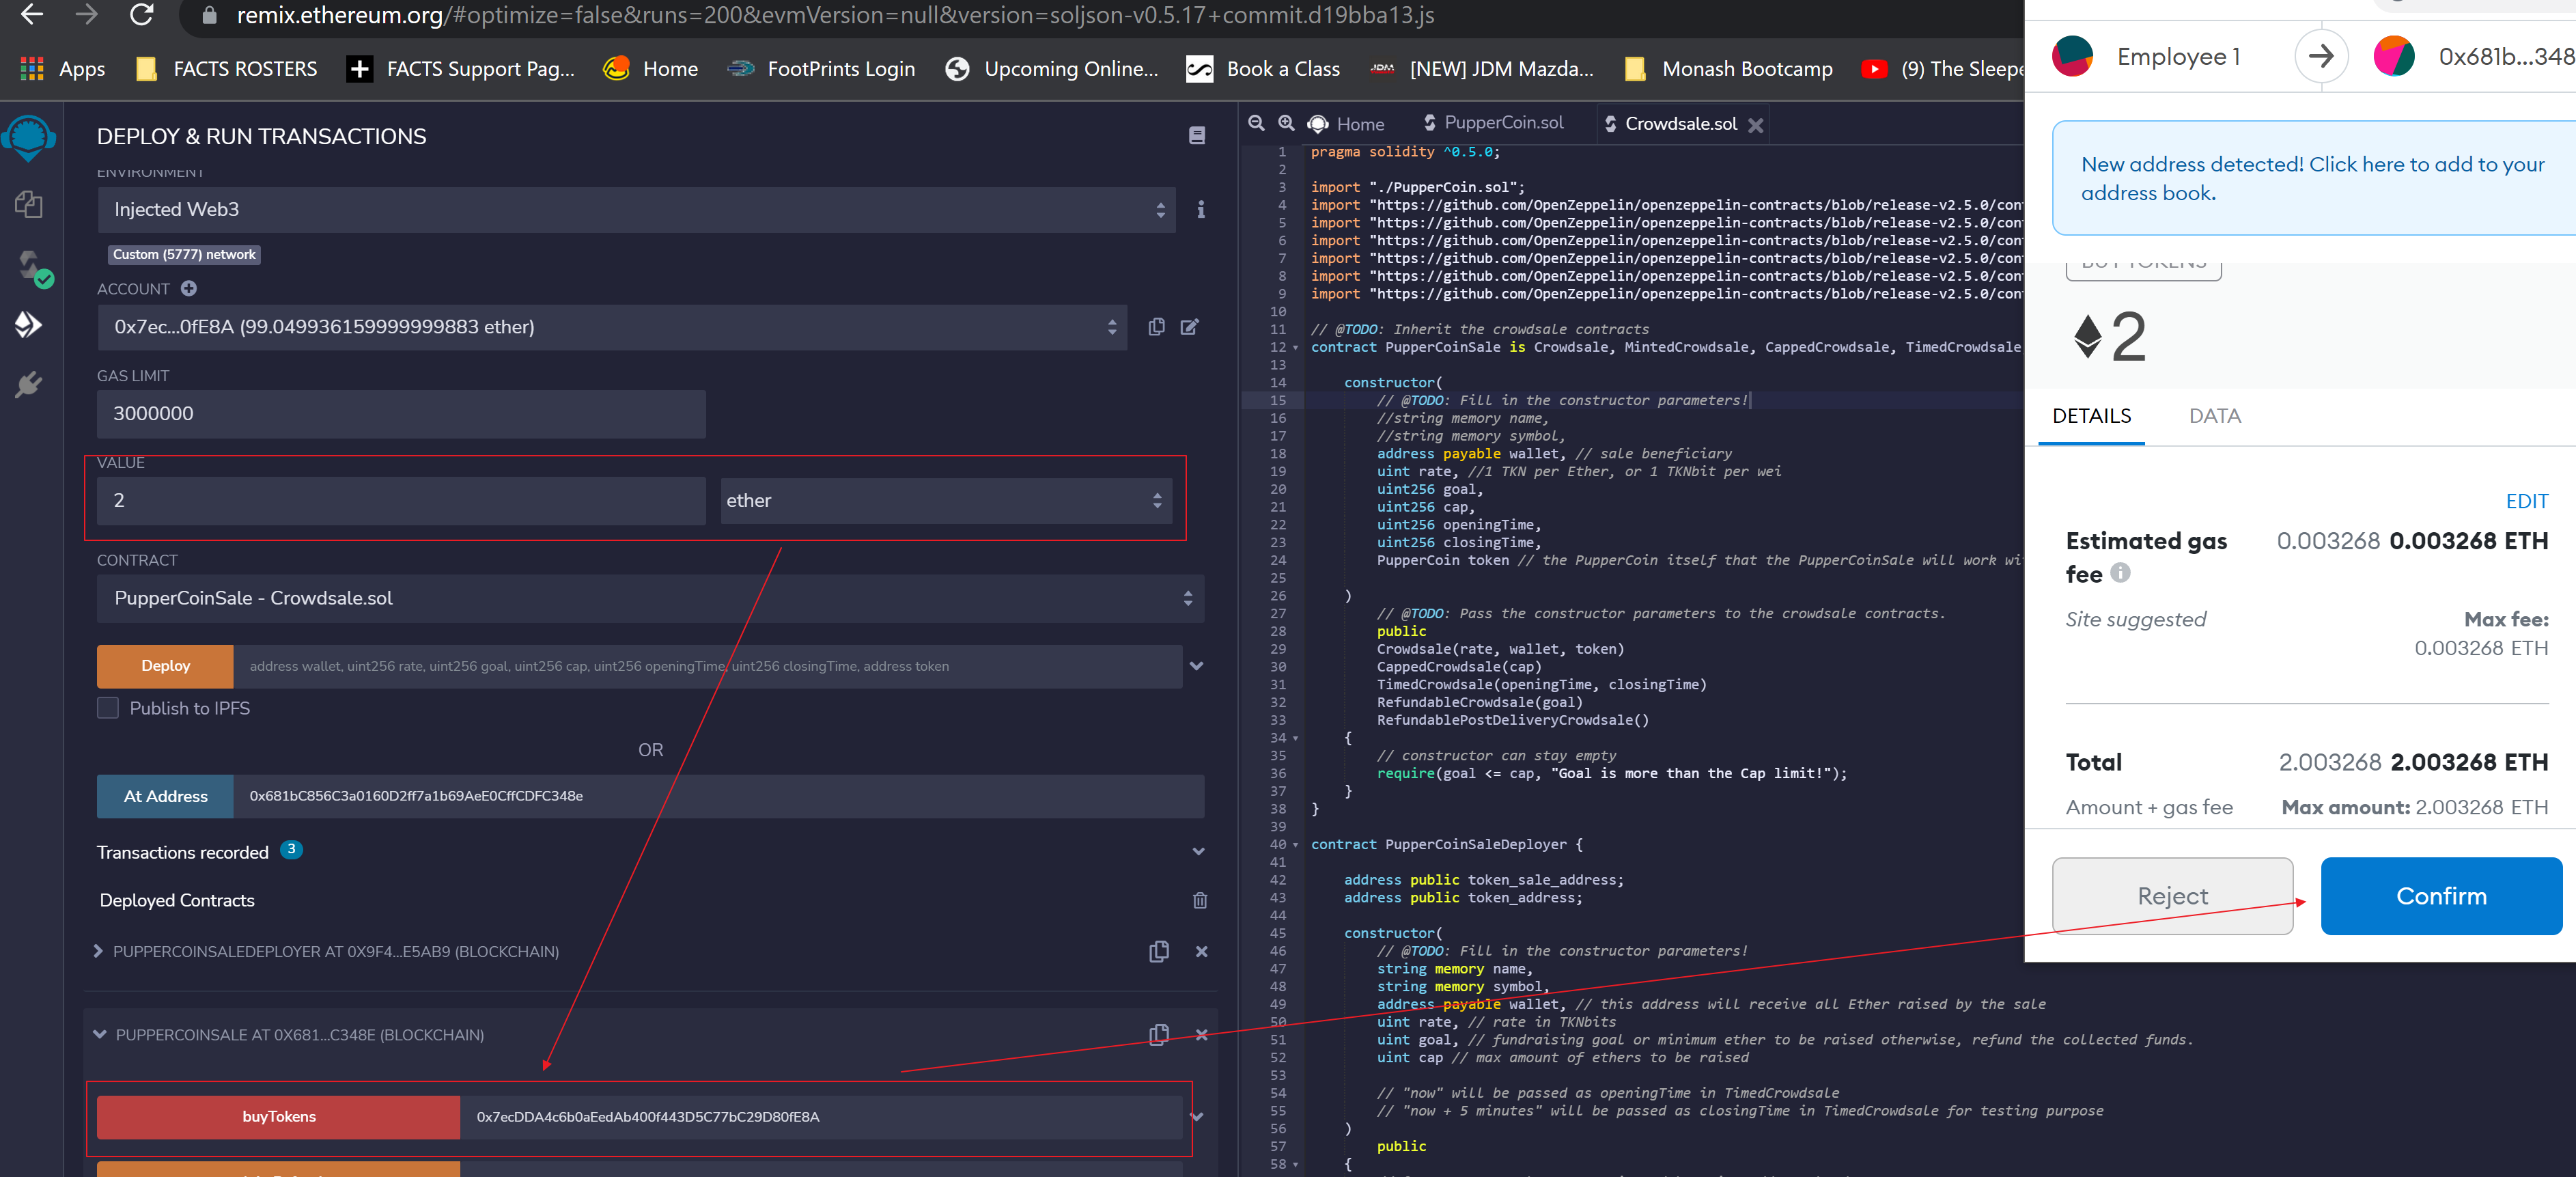 remix.ethereum.org/#optimize=false&runs=200&evmVersion=null&version=soljson-v0.5.17+commit.d19bba13.js
Apps
FACTS ROSTERS
FACTS Support Pag...
Home
FootPrints Login
Upcoming Online...
Book a Class
[NEW] JDM Mazda...
Monash Bootcamp
(9) The Sleepe
DEPLOY & RUN TRANSACTIONS
ENVIRONMENT
Injected Web3
Custom (5777) network
ACCOUNT
0x7ec...0fE8A (99.049936159999999883 ether)
GAS LIMIT
3000000
VALUE
2
ether
CONTRACT
PupperCoinSale - Crowdsale.sol
Deploy
address wallet, uint256 rate, uint256 goal, uint256 cap, uint256 openingTime, uint256 closingTime, address token
Publish to IPFS
OR
At Address
0x681bC856C3a0160D2ff7a1b69AeE0CffCDFC348e
Transactions recorded 3
Deployed Contracts
PUPPERCOINSALEDEPLOYER AT 0X9F4...E5AB9 (BLOCKCHAIN)
PUPPERCOINSALE AT 0X681...C348E (BLOCKCHAIN)
buyTokens
0x7ecDDA4c6b0aEedAb400f443D5C77bC29D80fE8A
Home
PupperCoin.sol
Crowdsale.sol
1 pragma solidity ^0.5.0;
2
3 import "./PupperCoin.sol";
4 import "https://github.com/OpenZeppelin/openzeppelin-contracts/blob/release-v2.5.0/con
5 import "https://github.com/OpenZeppelin/openzeppelin-contracts/blob/release-v2.5.0/con
6 import "https://github.com/OpenZeppelin/openzeppelin-contracts/blob/release-v2.5.0/con
7 import "https://github.com/OpenZeppelin/openzeppelin-contracts/blob/release-v2.5.0/con
8 import "https://github.com/OpenZeppelin/openzeppelin-contracts/blob/release-v2.5.0/con
9 import "https://github.com/OpenZeppelin/openzeppelin-contracts/blob/release-v2.5.0/con
10
11 // @TODO: Inherit the crowdsale contracts
12 contract PupperCoinSale is Crowdsale, MintedCrowdsale, CappedCrowdsale, TimedCrowdsale
13
14 constructor(
15 // @TODO: Fill in the constructor parameters!
16 //string memory name,
17 //string memory symbol,
18 address payable wallet, // sale beneficiary
19 uint rate, //1 TKN per Ether, or 1 TKNbit per wei
20 uint256 goal,
21 uint256 cap,
22 uint256 openingTime,
23 uint256 closingTime,
24 PupperCoin token // the PupperCoin itself that the PupperCoinSale will work wi
25
26 )
27 // @TODO: Pass the constructor parameters to the crowdsale contracts.
28 public
29 Crowdsale(rate, wallet, token)
30 CappedCrowdsale(cap)
31 TimedCrowdsale(openingTime, closingTime)
32 RefundableCrowdsale(goal)
33 RefundablePostDeliveryCrowdsale()
34 {
35 // constructor can stay empty
36 require(goal <= cap, "Goal is more than the Cap limit!");
37 }
38 }
39
40 contract PupperCoinSaleDeployer {
41
42 address public token_sale_address;
43 address public token_address;
44
45 constructor(
46 // @TODO: Fill in the constructor parameters!
47 string memory name,
48 string memory symbol,
49 address payable wallet, // this address will receive all Ether raised by the sale
50 uint rate, // rate in TKNbits
51 uint goal, // fundraising goal or minimum ether to be raised otherwise, refund the collected funds.
52 uint cap // max amount of ethers to be raised
53
54 // "now" will be passed as openingTime in TimedCrowdsale
55 // "now + 5 minutes" will be passed as closingTime in TimedCrowdsale for testing purpose
56 )
57 public
58 {
Employee 1
0x681b...348
New address detected! Click here to add to your
address book.
BUY TOKENS
2
DETAILS
DATA
EDIT
Estimated gas 0.003268 0.003268 ETH
fee
Site suggested
Max fee:
0.003268 ETH
Total 2.003268 2.003268 ETH
Amount + gas fee Max amount: 2.003268 ETH
Reject
Confirm